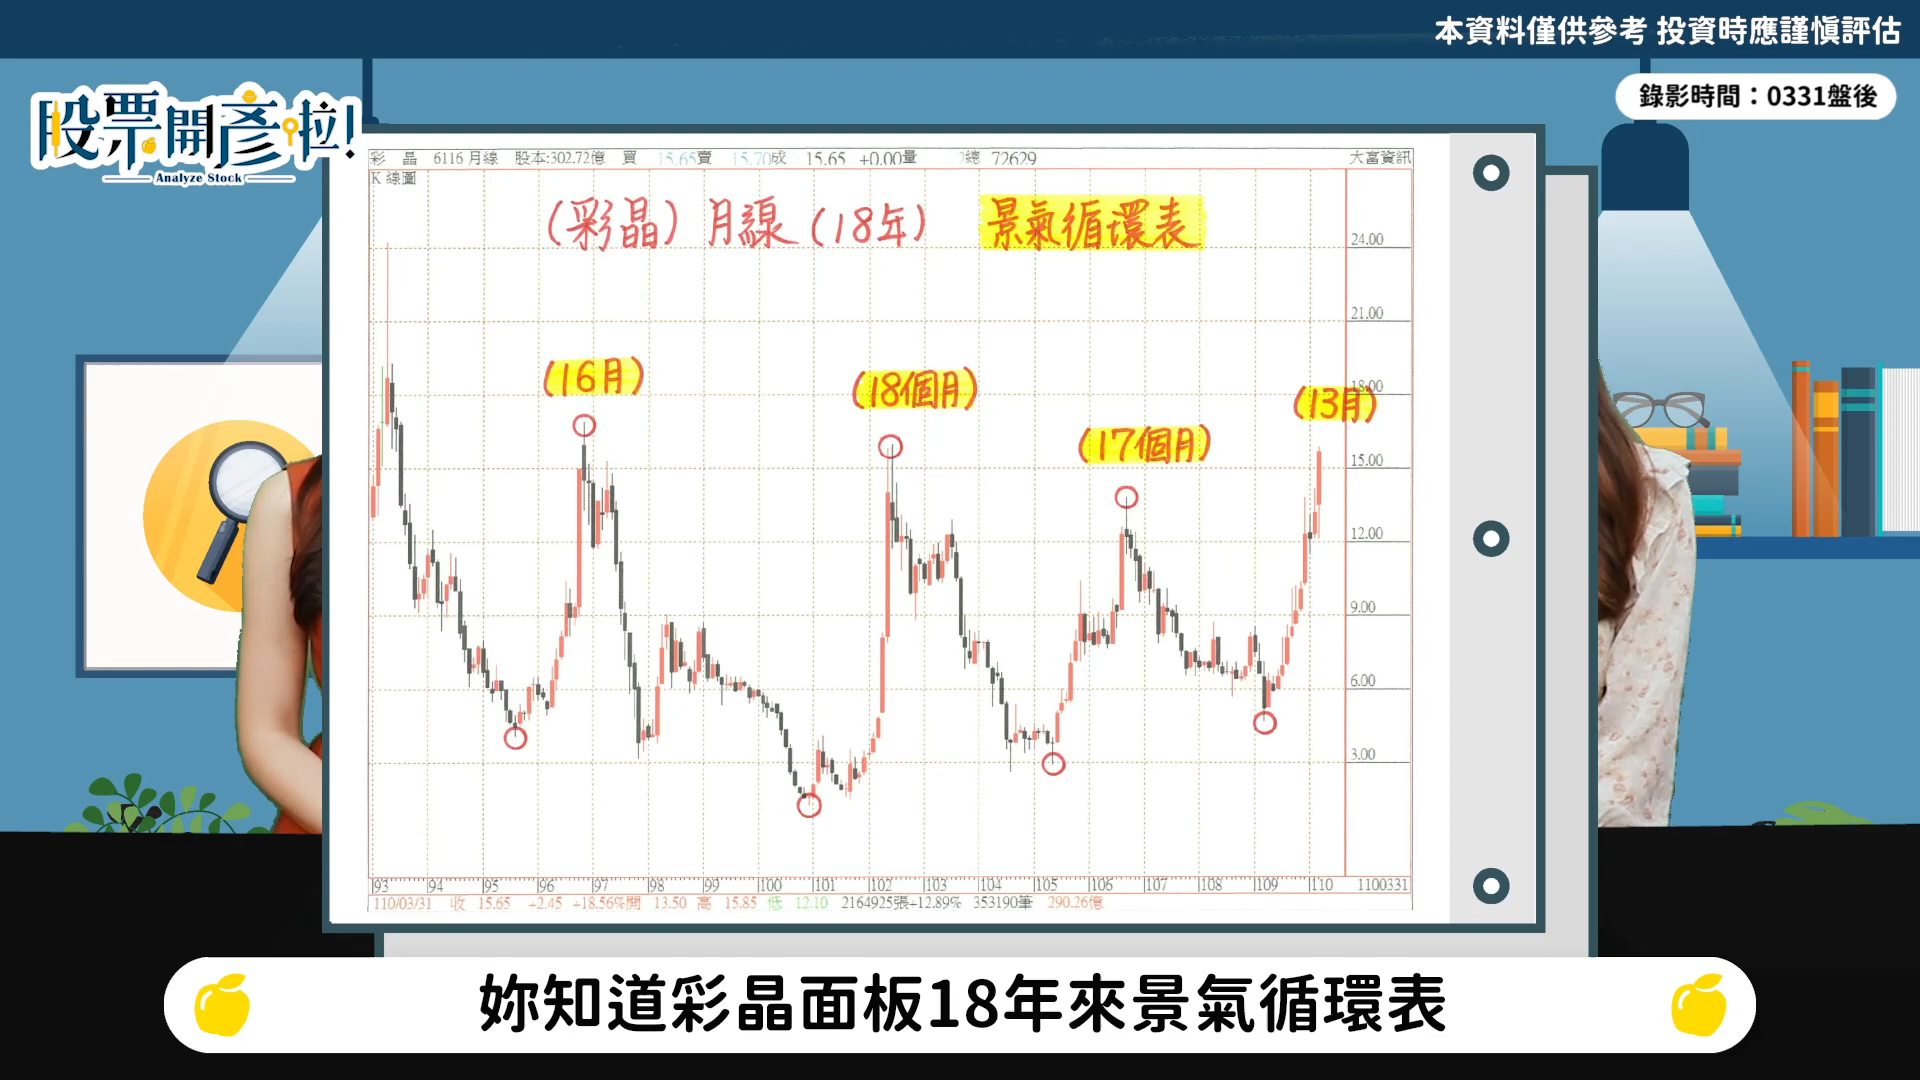 本資料僅供參考 投資時應謹慎評估
錄影時間：0331盤後
股票開彥啦!
Analyze Stock
彩 晶 6116 月線 股本:302.72億 買 15.65賣 15.70成 15.65 +0.00量 總 72629 大富資訊
K 線圖
(彩晶) 月線 (18年) 景氣循環表
24.00
21.00
(16月)
(18個月)
18.00
(13月)
(17個月)
15.00
12.00
9.00
6.00
3.00
93 94 95 96 97 98 99 100 101 102 103 104 105 106 107 108 109 110 1100331
110/03/31 收 15.65 +2.45 +18.56%開 13.50 高 15.85 低 12.10 2164925張+12.89% 353190筆 290.26億
妳知道彩晶面板18年來景氣循環表